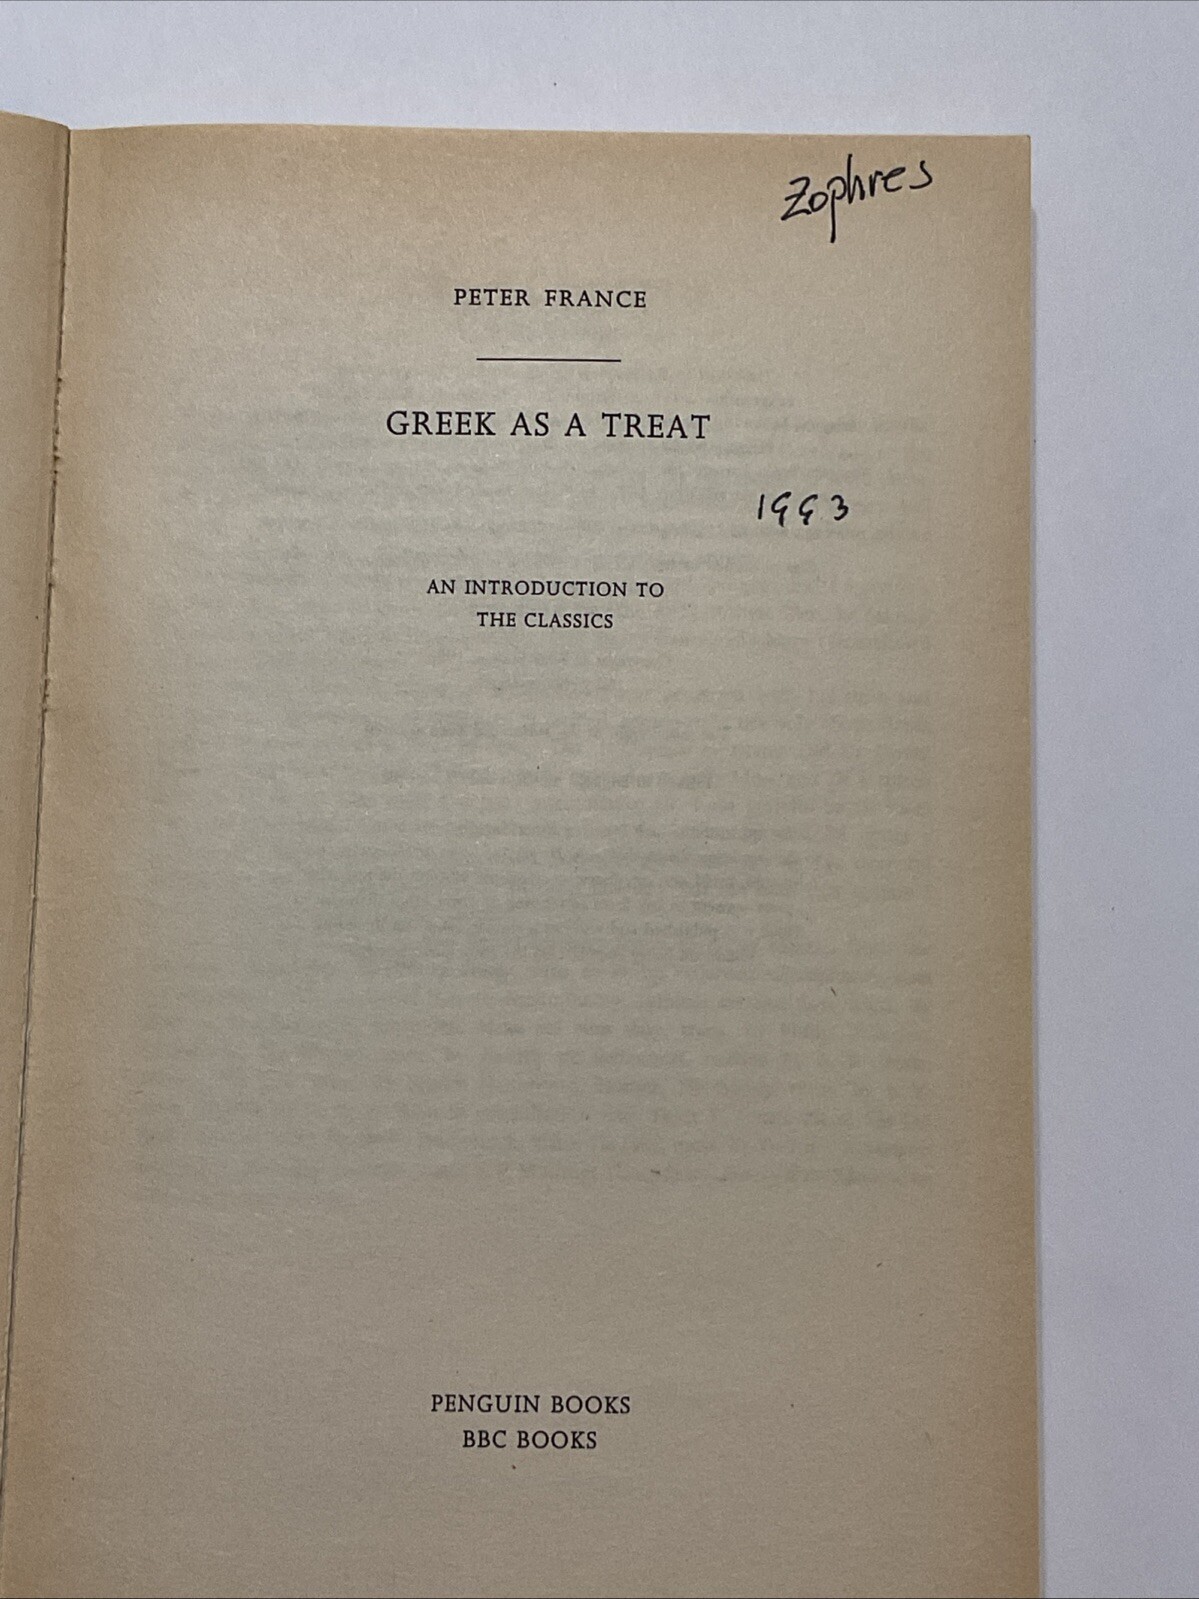 Zophres
PETER FRANCE
GREEK AS A TREAT
1993
AN INTRODUCTION TO
THE CLASSICS
PENGUIN BOOKS
BBC BOOKS